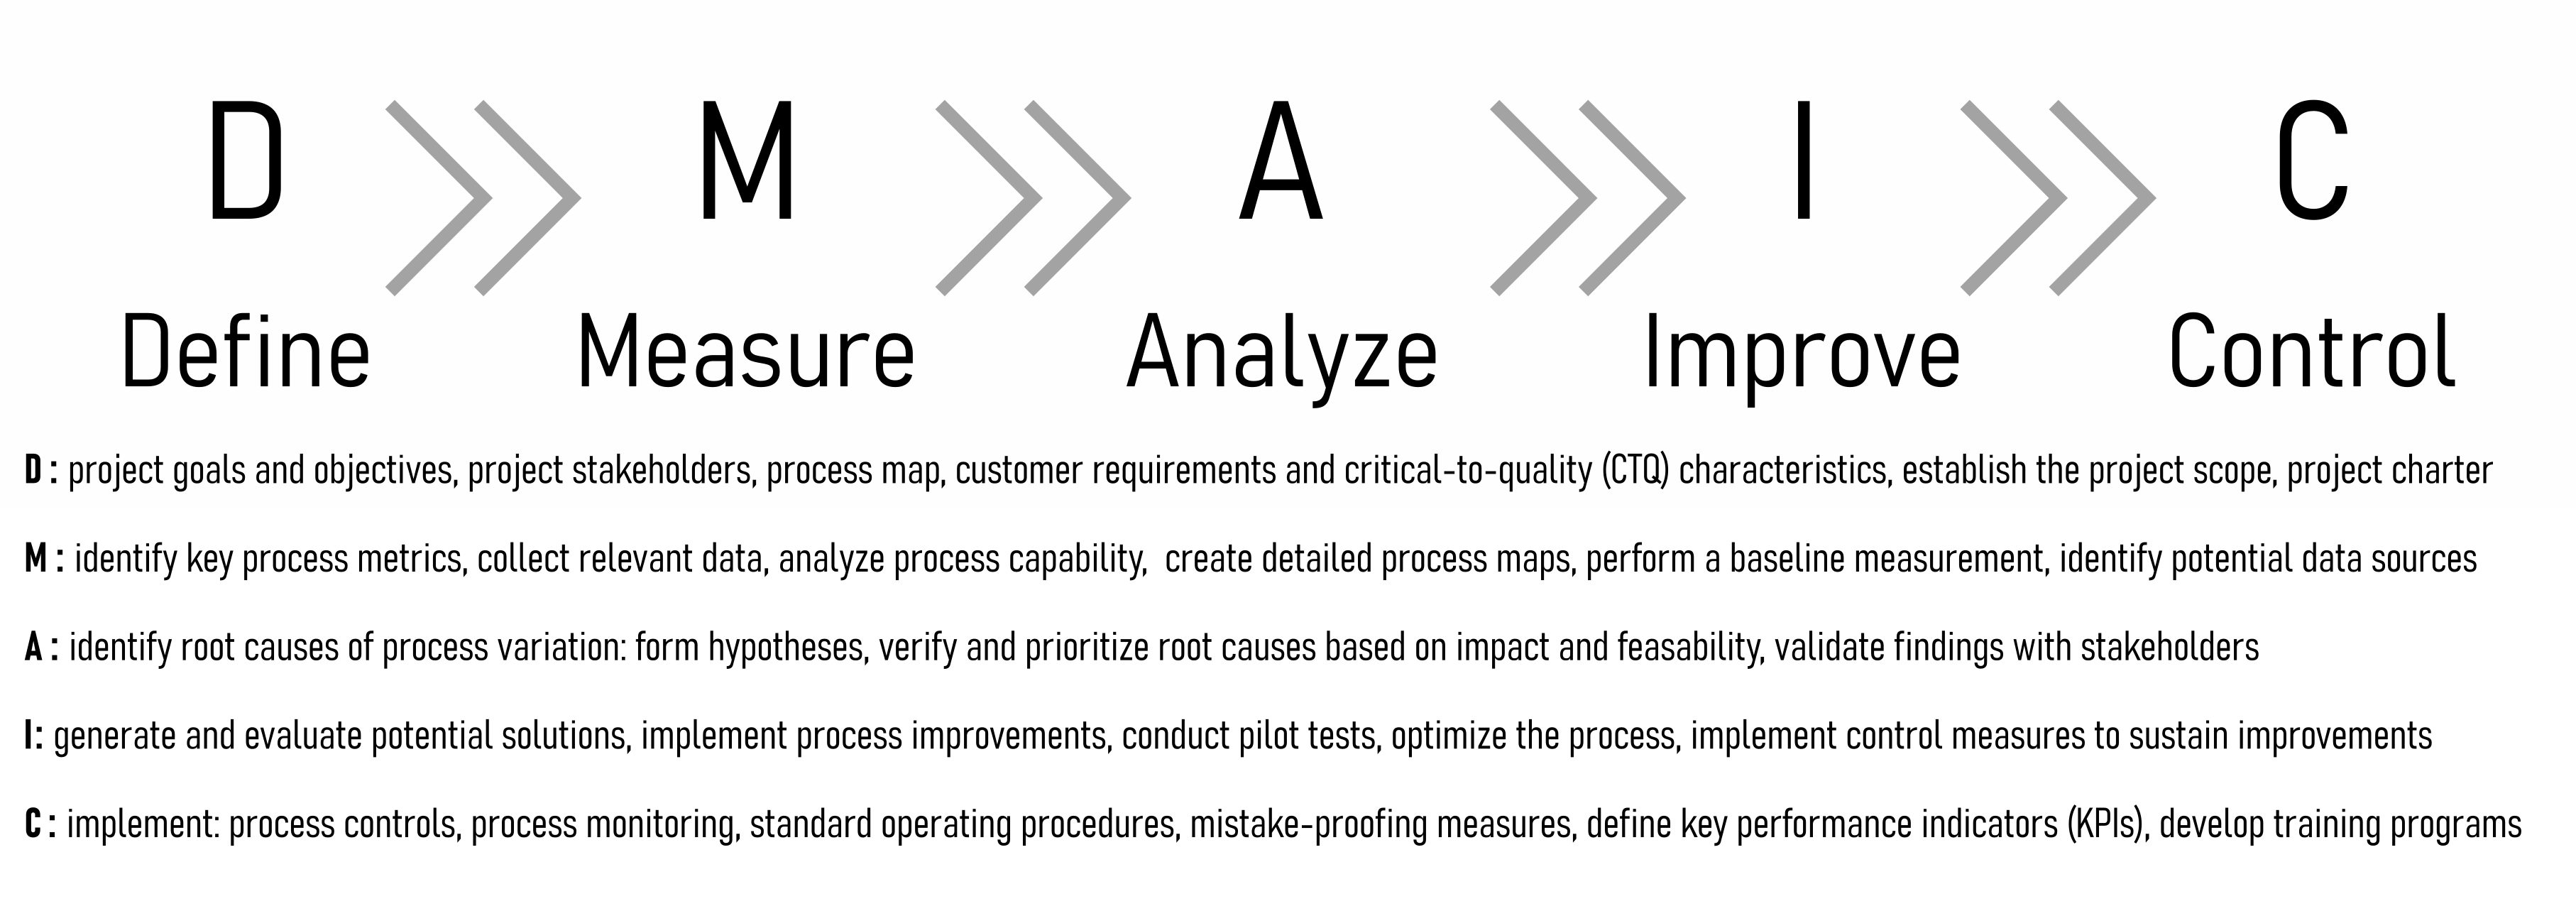 D M A I C
Define Measure Analyze Improve Control
D : project goals and objectives, project stakeholders, process map, customer requirements and critical-to-quality (CTQ) characteristics, establish the project scope, project charter
M : identify key process metrics, collect relevant data, analyze process capability,  create detailed process maps, perform a baseline measurement, identify potential data sources
A : identify root causes of process variation: form hypotheses, verify and prioritize root causes based on impact and feasability, validate findings with stakeholders
I: generate and evaluate potential solutions, implement process improvements, conduct pilot tests, optimize the process, implement control measures to sustain improvements
C : implement: process controls, process monitoring, standard operating procedures, mistake-proofing measures, define key performance indicators (KPIs), develop training programs